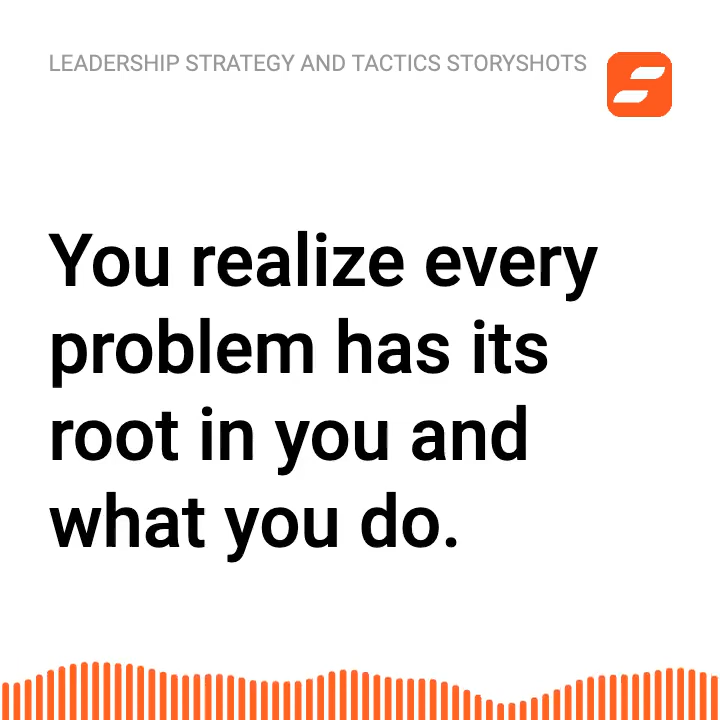 LEADERSHIP STRATEGY AND TACTICS STORYSHOTS
You realize every
problem has its
root in you and
what you do.